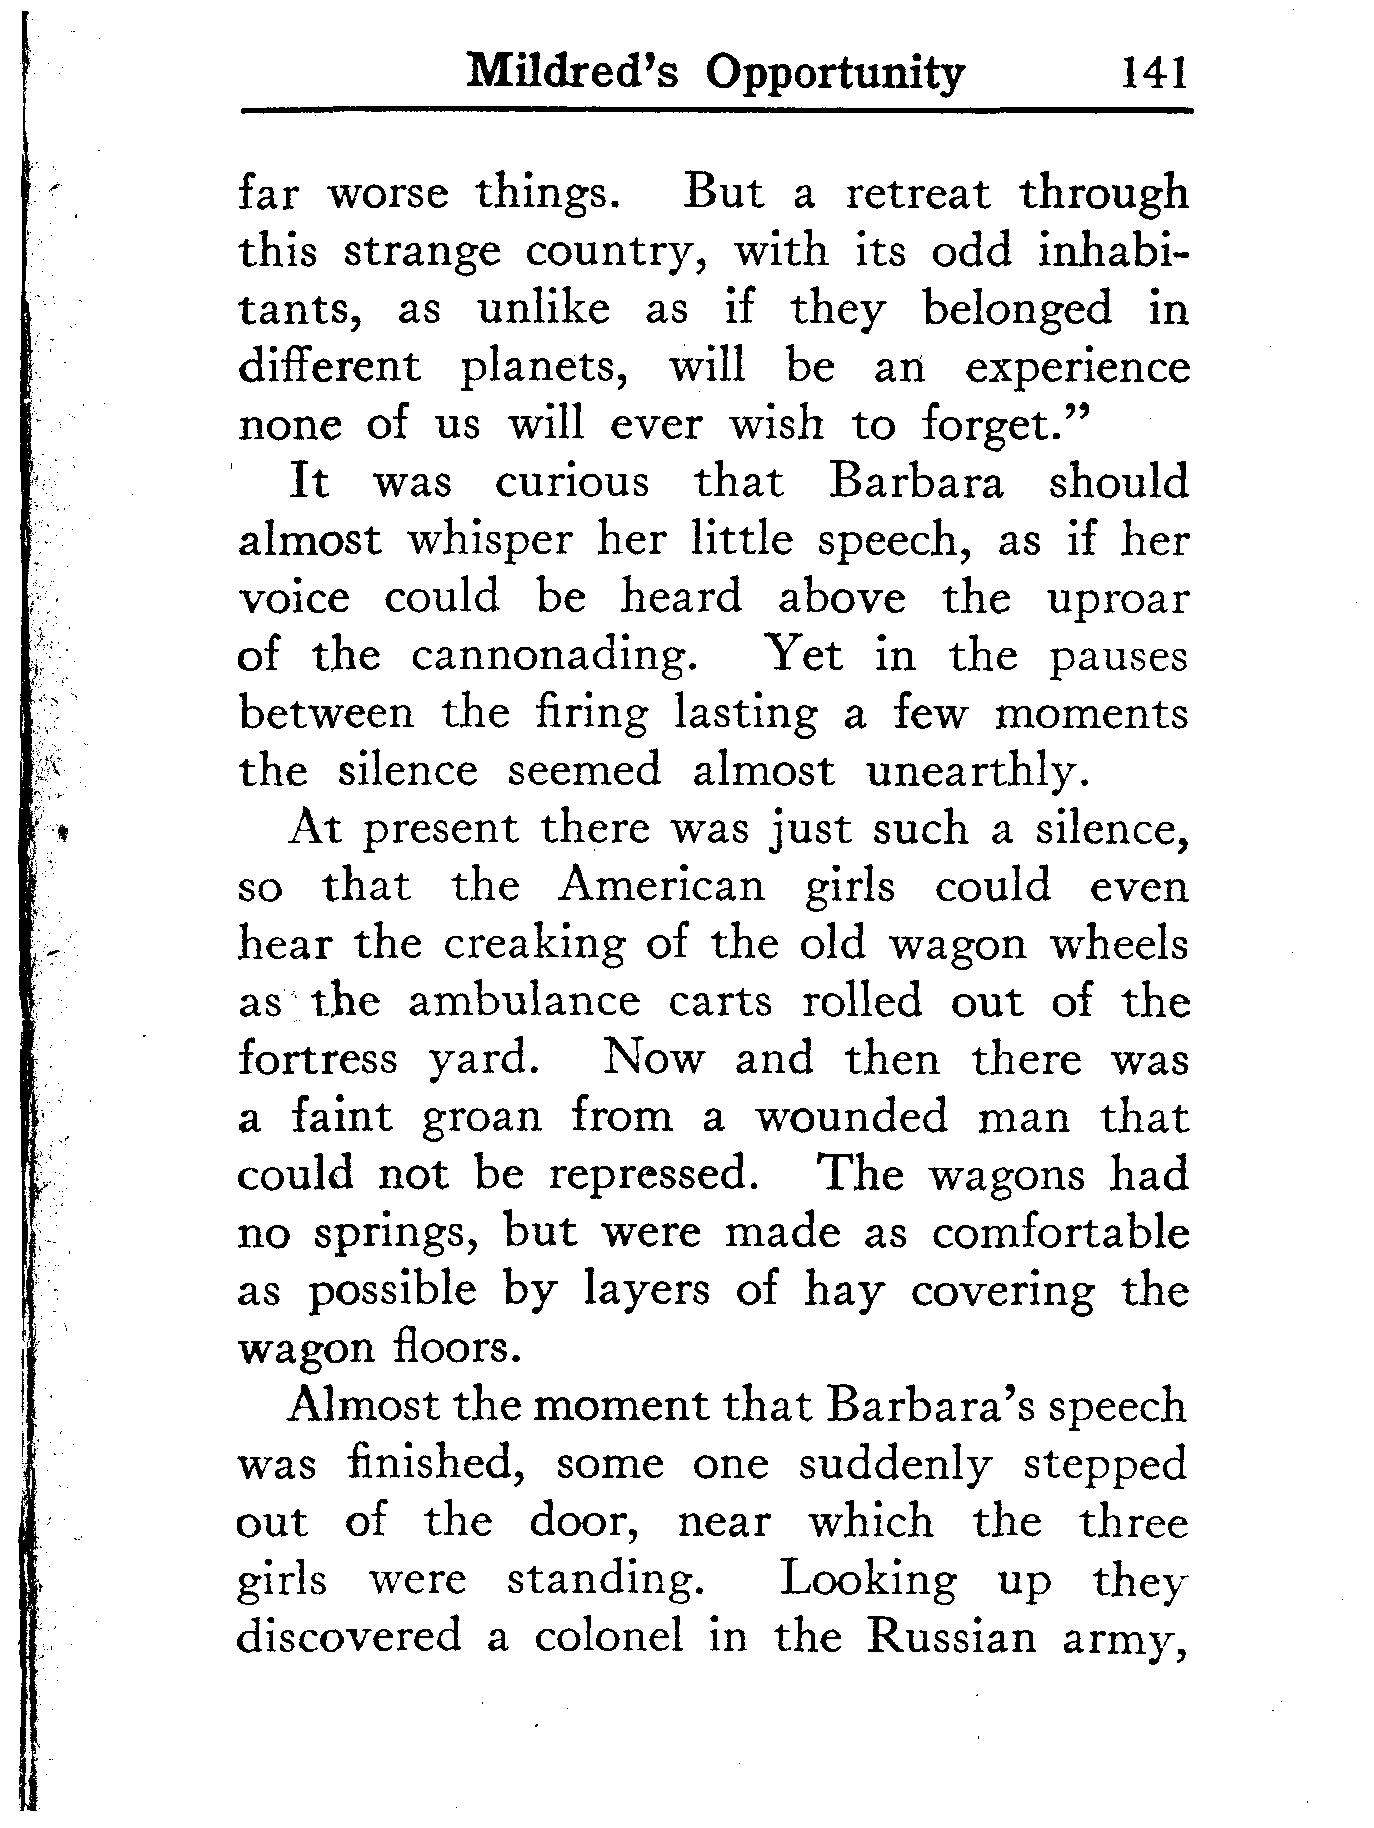 Mildred's Opportunity 141
far worse things. But a retreat through
this strange country, with its odd inhabi-
tants, as unlike as if they belonged in
different planets, will be an experience
none of us will ever wish to forget.”
It was curious that Barbara should
almost whisper her little speech, as if her
voice could be heard above the uproar
of the cannonading. Yet in the pauses
between the firing lasting a few moments
the silence seemed almost unearthly.
At present there was just such a silence,
so that the American girls could even
hear the creaking of the old wagon wheels
as the ambulance carts rolled out of the
fortress yard. Now and then there was
a faint groan from a wounded man that
could not be repressed. The wagons had
no springs, but were made as comfortable
as possible by layers of hay covering the
wagon floors.
Almost the moment that Barbara's speech
was finished, some one suddenly stepped
out of the door, near which the three
girls were standing. Looking up they
discovered a colonel in the Russian army,